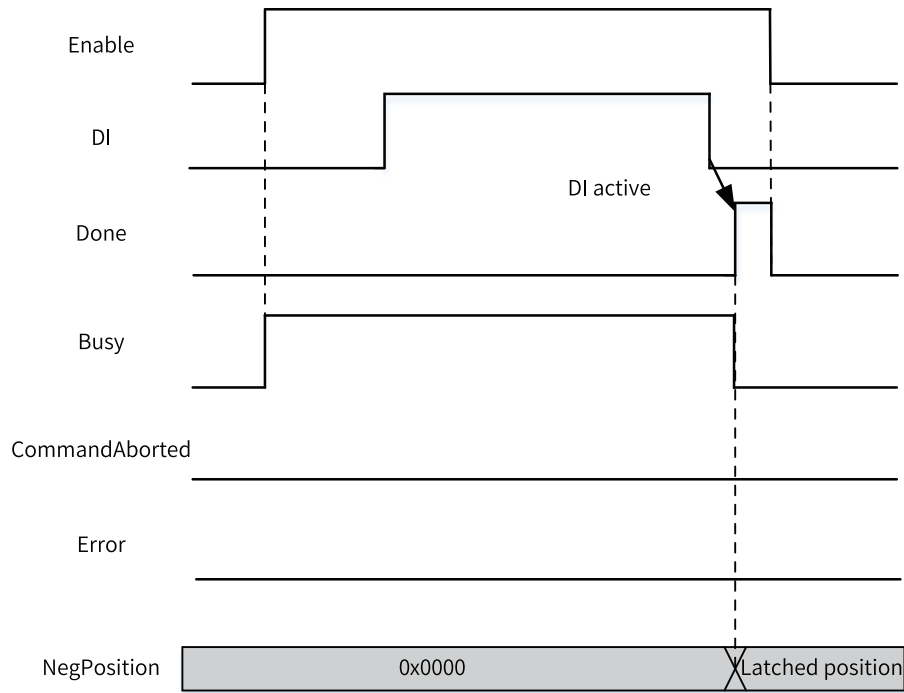 Enable
DI
DI active
Done
Busy
CommandAborted
Error
NegPosition
0x0000
Latched position